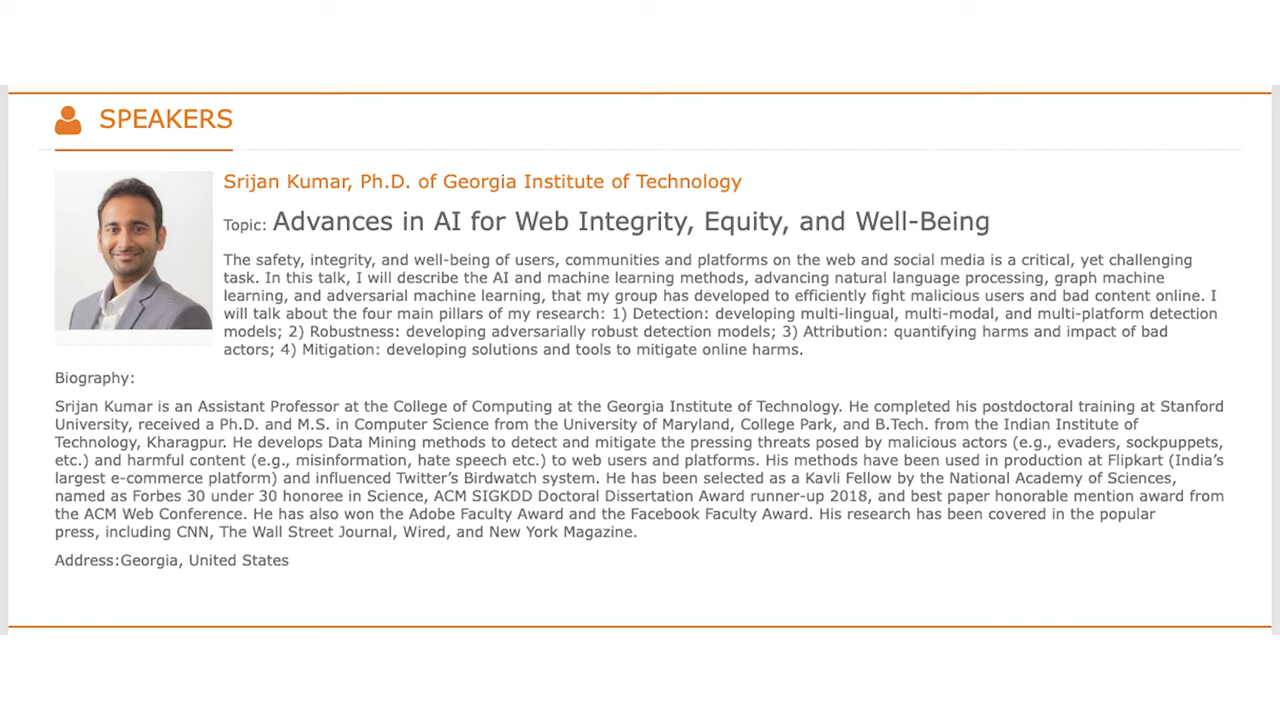 SPEAKERS
Srijan Kumar, Ph.D. of Georgia Institute of Technology
Topic: Advances in AI for Web Integrity, Equity, and Well-Being
The safety, integrity, and well-being of users, communities and platforms on the web and social media is a critical, yet challenging
task. In this talk, I will describe the AI and machine learning methods, advancing natural language processing, graph machine
learning, and adversarial machine learning, that my group has developed to efficiently fight malicious users and bad content online. I
will talk about the four main pillars of my research: 1) Detection: developing multi-lingual, multi-modal, and multi-platform detection
models; 2) Robustness: developing adversarially robust detection models; 3) Attribution: quantifying harms and impact of bad
actors; 4) Mitigation: developing solutions and tools to mitigate online harms.
Biography:
Srijan Kumar is an Assistant Professor at the College of Computing at the Georgia Institute of Technology. He completed his postdoctoral training at Stanford
University, received a Ph.D. and M.S. in Computer Science from the University of Maryland, College Park, and B.Tech. from the Indian Institute of
Technology, Kharagpur. He develops Data Mining methods to detect and mitigate the pressing threats posed by malicious actors (e.g., evaders, sockpuppets,
etc.) and harmful content (e.g., misinformation, hate speech etc.) to web users and platforms. His methods have been used in production at Flipkart (India’s
largest e-commerce platform) and influenced Twitter’s Birdwatch system. He has been selected as a Kavli Fellow by the National Academy of Sciences,
named as Forbes 30 under 30 honoree in Science, ACM SIGKDD Doctoral Dissertation Award runner-up 2018, and best paper honorable mention award from
the ACM Web Conference. He has also won the Adobe Faculty Award and the Facebook Faculty Award. His research has been covered in the popular
press, including CNN, The Wall Street Journal, Wired, and New York Magazine.
Address:Georgia, United States